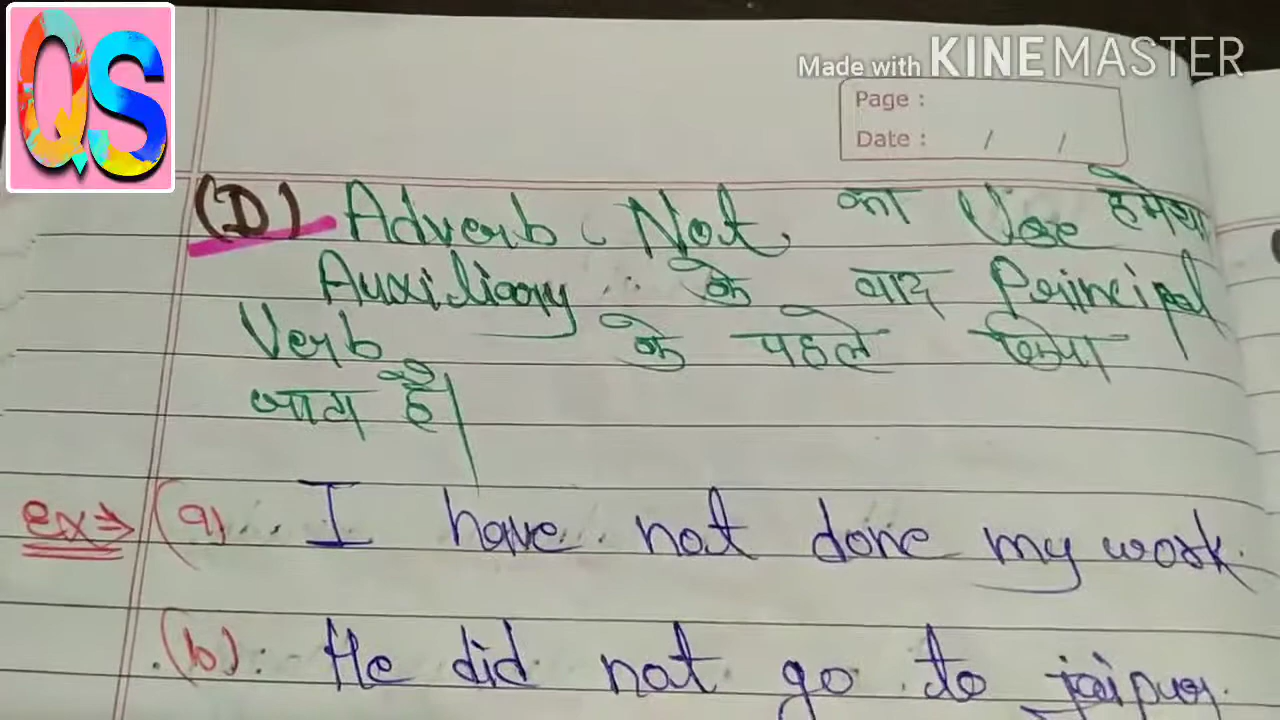 QS
Made with KINEMASTER
Page :
Date : / /
(D) Adverb Not का Use हमेशा
Auxiliary के बाद Principal
Verb के पहले किया
जाता है।
ex⇒ (a) I have not done my work.
(b) He did not go to jaipur.